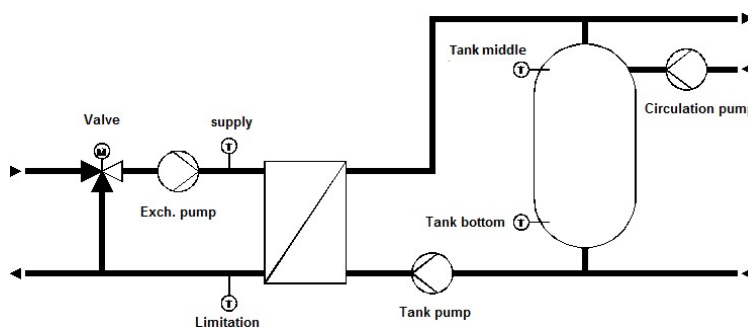 Tank middle
T
Circulation pump
Valve
supply
M
T
Exch. pump
Tank bottom
T
Limitation
T
Tank pump